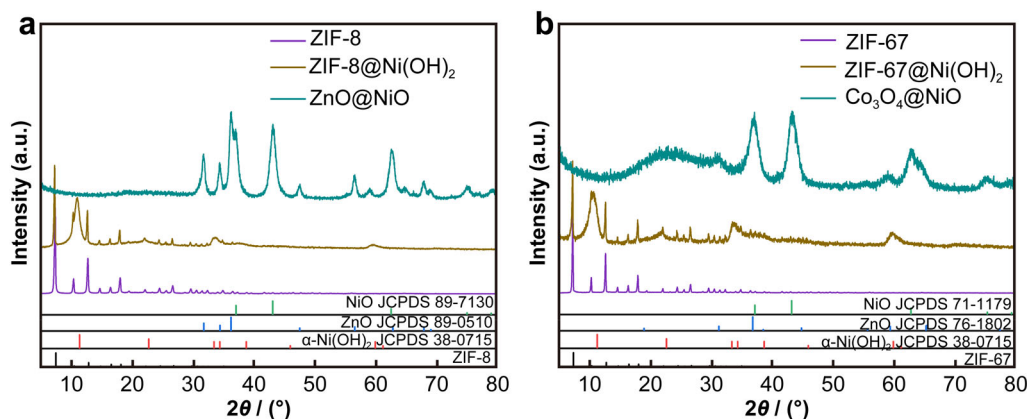 a
ZIF-8
ZIF-8@Ni(OH)₂
ZnO@NiO
Intensity (a.u.)
NiO JCPDS 89-7130
ZnO JCPDS 89-0510
α-Ni(OH)₂ JCPDS 38-0715
ZIF-8
10 20 30 40 50 60 70 80
2θ / (°)
b
ZIF-67
ZIF-67@Ni(OH)₂
Co₃O₄@NiO
Intensity (a.u.)
NiO JCPDS 71-1179
ZnO JCPDS 76-1802
α-Ni(OH)₂ JCPDS 38-0715
ZIF-67
10 20 30 40 50 60 70 80
2θ / (°)